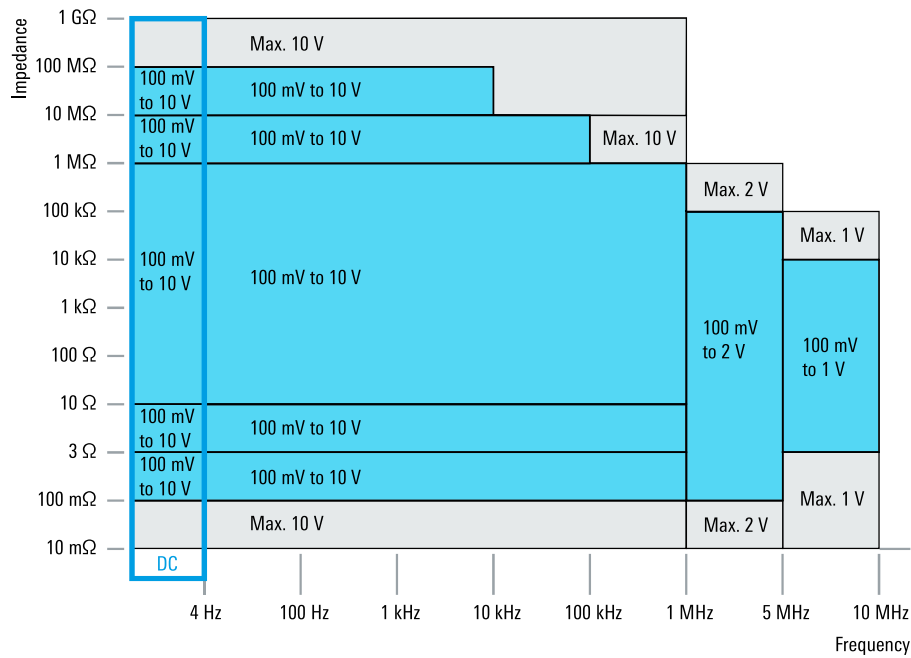 Impedance
1 GΩ
Max. 10 V
100 MΩ
100 mV
to 10 V
100 mV to 10 V
10 MΩ
100 mV
to 10 V
100 mV to 10 V
Max. 10 V
1 MΩ
Max. 2 V
100 kΩ
Max. 1 V
10 kΩ
100 mV
to 10 V
100 mV to 10 V
1 kΩ
100 mV
to 2 V
100 mV
to 1 V
100 Ω
10 Ω
100 mV
to 10 V
100 mV to 10 V
3 Ω
100 mV
to 10 V
100 mV to 10 V
100 mΩ
Max. 10 V
Max. 2 V
Max. 1 V
10 mΩ
DC
4 Hz
100 Hz
1 kHz
10 kHz
100 kHz
1 MHz
5 MHz
10 MHz
Frequency